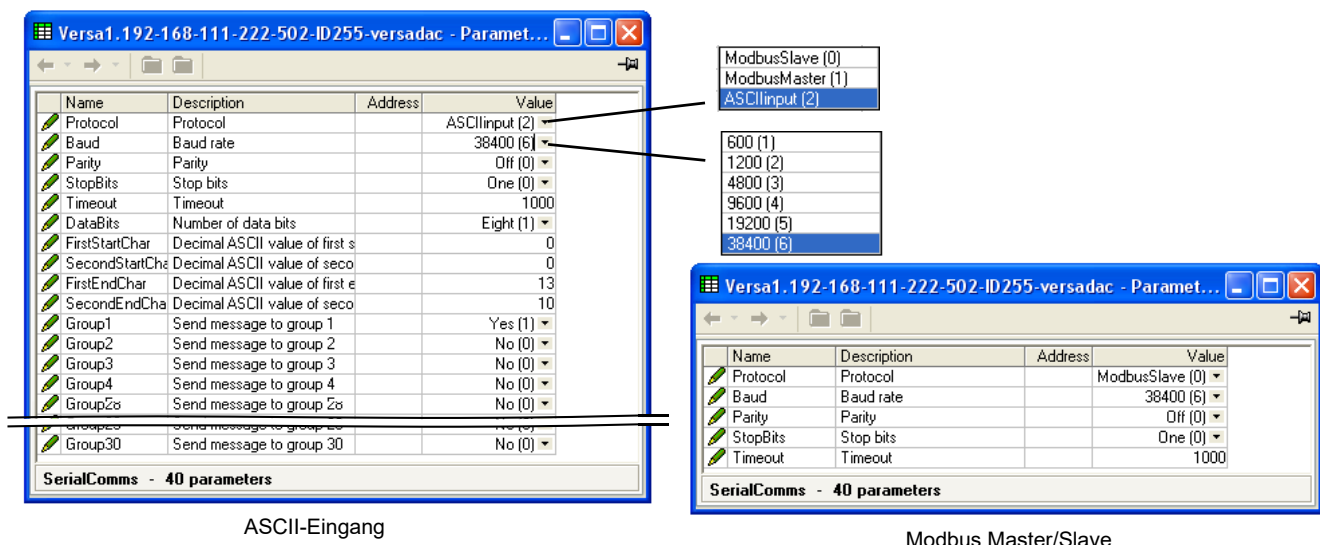 Versa1.192-168-111-222-502-ID255-versadac - Paramet...
Name Description Address Value
Protocol Protocol ASCIIinput (2)
Baud Baud rate 38400 (6)
Parity Parity Off (0)
StopBits Stop bits One (0)
Timeout Timeout 1000
DataBits Number of data bits Eight (1)
FirstStartChar Decimal ASCII value of first s 0
SecondStartCha Decimal ASCII value of seco 0
FirstEndChar Decimal ASCII value of first e 13
SecondEndCha Decimal ASCII value of seco 10
Group1 Send message to group 1 Yes (1)
Group2 Send message to group 2 No (0)
Group3 Send message to group 3 No (0)
Group4 Send message to group 4 No (0)
Send message to group No (0)
Group30 Send message to group 30 No (0)
SerialComms - 40 parameters
ASCII-Eingang
ModbusSlave (0)
ModbusMaster (1)
ASCIIinput (2)
600 (1)
1200 (2)
4800 (3)
9600 (4)
19200 (5)
38400 (6)
Versa1.192-168-111-222-502-ID255-versadac - Paramet...
Name Description Address Value
Protocol Protocol ModbusSlave (0)
Baud Baud rate 38400 (6)
Parity Parity Off (0)
StopBits Stop bits One (0)
Timeout Timeout 1000
SerialComms - 40 parameters
Modbus Master/Slave